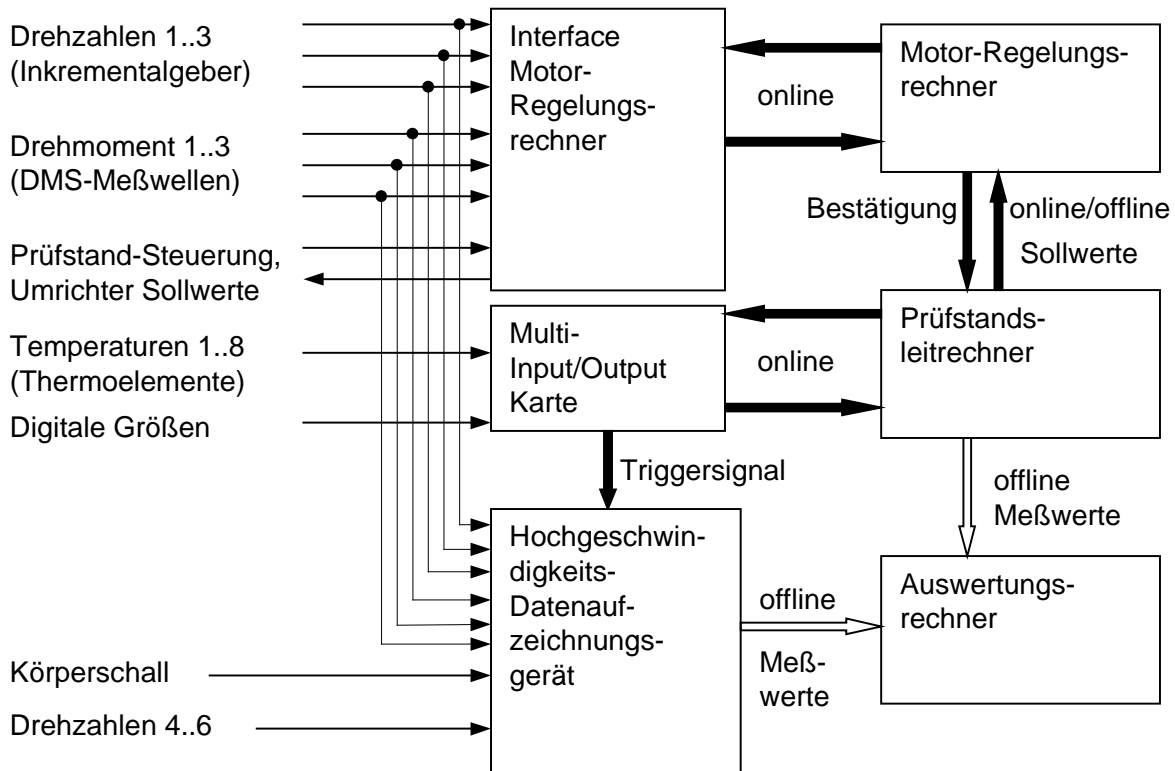 Drehzahlen 1..3
(Inkrementalgeber)
Drehmoment 1..3
(DMS-Meßwellen)
Prüfstand-Steuerung,
Umrichter Sollwerte
Temperaturen 1..8
(Thermoelemente)
Digitale Größen
Körperschall
Drehzahlen 4..6
Interface
Motor-
Regelungs-
rechner
online
Motor-Regelungs-
rechner
Bestätigung
online/offline
Sollwerte
Multi-
Input/Output
Karte
online
Prüfstands-
leitrechner
Triggersignal
offline
Meßwerte
Hochgeschwin-
digkeits-
Datenauf-
zeichnungs-
gerät
offline
Meß-
werte
Auswertungs-
rechner